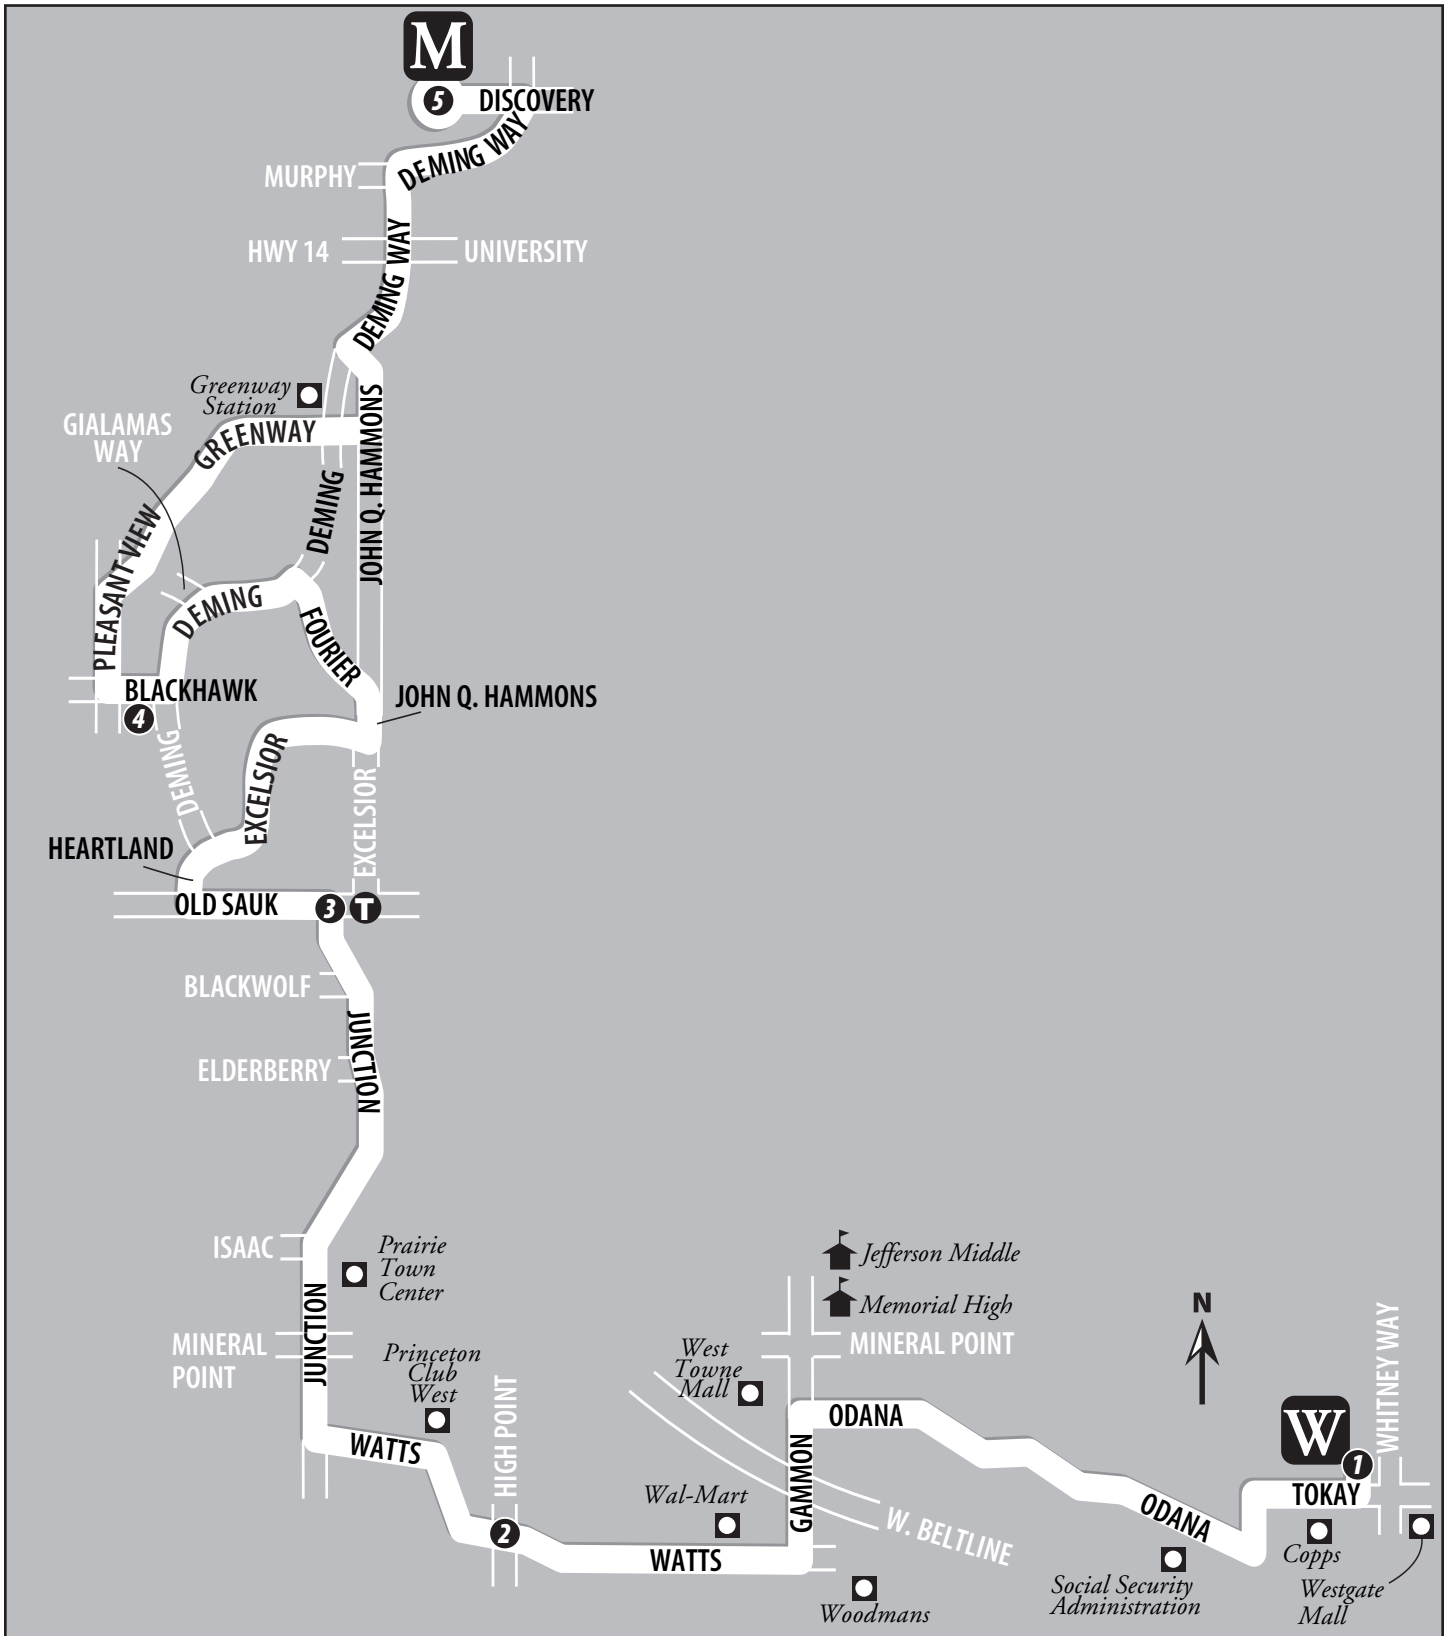 M
5
DISCOVERY
DEMING WAY
MURPHY
DEMING WAY
HWY 14
UNIVERSITY
DEMING WAY
Greenway
Station
GIALAMAS
WAY
GREENWAY
JOHN Q. HAMMONS
DEMING
PLEASANT VIEW
DEMING
FOURIER
BLACKHAWK
4
JOHN Q. HAMMONS
DEMING
EXCELSIOR
EXCELSIOR
HEARTLAND
OLD SAUK
3
T
BLACKWOLF
JUNCTION
ELDERBERRY
ISAAC
Prairie
Town
Center
JUNCTION
MINERAL
POINT
Princeton
Club
West
WATTS
HIGH POINT
2
WATTS
Wal-Mart
West
Towne
Mall
Jefferson Middle
Memorial High
MINERAL POINT
ODANA
GAMMON
W. BELTLINE
Woodmans
N
ODANA
Social Security
Administration
W
1
WHITNEY WAY
TOKAY
Copps
Westgate
Mall